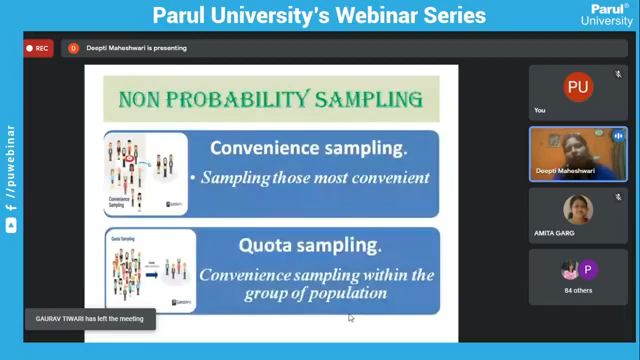 Parul University's Webinar Series
Parul®
University
REC
D
Deepti Maheshwari is presenting
NON PROBABILITY SAMPLING
Convenience sampling.
• Sampling those most convenient
Convenience
Sampling
Quota Sampling
Quota sampling.
Convenience sampling within the
group of population
PU
You
Deepti Maheshwari
AMITA GARG
P
64 others
GAURAV TIWARI has left the meeting
//puwebinar